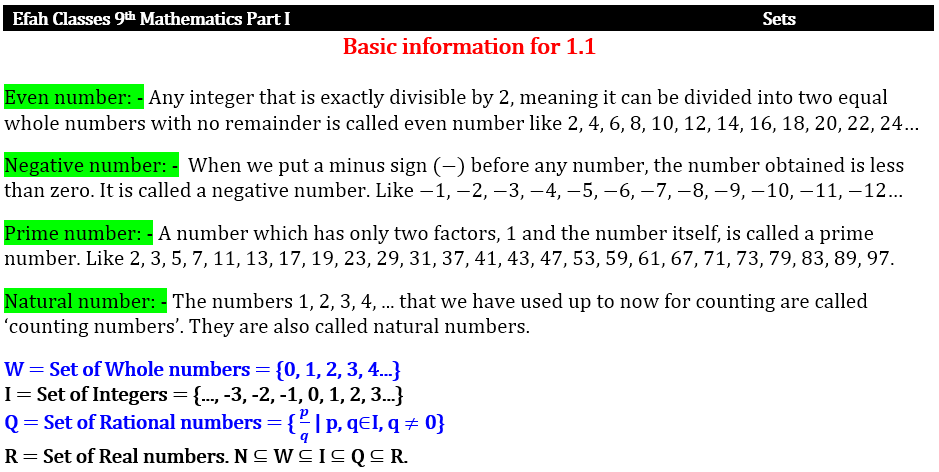 Efah Classes 9th Mathematics Part I Sets
Basic information for 1.1
Even number: - Any integer that is exactly divisible by 2, meaning it can be divided into two equal
whole numbers with no remainder is called even number like 2, 4, 6, 8, 10, 12, 14, 16, 18, 20, 22, 24…
Negative number: - When we put a minus sign (−) before any number, the number obtained is less
than zero. It is called a negative number. Like −1, −2, −3, −4, −5, −6, −7, −8, −9, −10, −11, −12…
Prime number: - A number which has only two factors, 1 and the number itself, is called a prime
number. Like 2, 3, 5, 7, 11, 13, 17, 19, 23, 29, 31, 37, 41, 43, 47, 53, 59, 61, 67, 71, 73, 79, 83, 89, 97.
Natural number: - The numbers 1, 2, 3, 4, … that we have used up to now for counting are called
‘counting numbers’. They are also called natural numbers.
W = Set of Whole numbers = {0, 1, 2, 3, 4…}
I = Set of Integers = {…, -3, -2, -1, 0, 1, 2, 3…}
Q = Set of Rational numbers = { p/q | p, q∈I, q ≠ 0}
R = Set of Real numbers. N ⊆ W ⊆ I ⊆ Q ⊆ R.